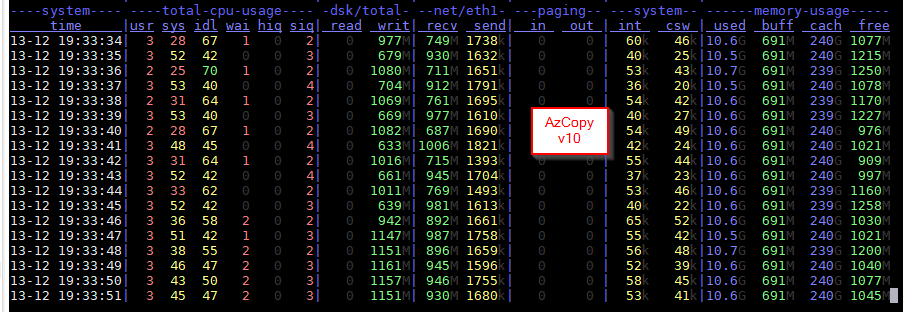 ----system---- ----total-cpu-usage---- -dsk/total- --net/eth1- ---paging-- ---system-- ------memory-usage-----
time |usr sys idl wai hiq siq| read writ| recv send| in out | int csw | used buff cach free
13-12 19:33:34| 3 28 67 1 0 2| 0 977M| 749M 1738k| 0 0 | 60k 46k|10.6G 691M 240G 1077M
13-12 19:33:35| 3 52 42 0 0 3| 0 679M| 930M 1632k| 0 0 | 40k 25k|10.5G 691M 240G 1215M
13-12 19:33:36| 2 25 70 1 0 2| 0 1080M| 711M 1651k| 0 0 | 53k 43k|10.7G 691M 239G 1250M
13-12 19:33:37| 3 53 40 0 0 4| 0 704M| 912M 1791k| 0 0 | 36k 20k|10.5G 691M 240G 1078M
13-12 19:33:38| 2 31 64 1 0 2| 0 1069M| 761M 1695k| 0 0 | 54k 42k|10.6G 691M 239G 1170M
13-12 19:33:39| 3 53 40 0 0 3| 0 669M| 977M 1610k| 0 0 | 40k 27k|10.6G 691M 239G 1227M
13-12 19:33:40| 2 28 67 1 0 2| 0 1082M| 687M 1690k| 0 0 | 54k 49k|10.6G 691M 240G 976M
13-12 19:33:41| 3 48 45 0 0 4| 0 633M|1006M 1821k| 0 0 | 42k 24k|10.6G 691M 240G 1021M
13-12 19:33:42| 3 31 64 1 0 2| 0 1016M| 715M 1393k| 0 0 | 55k 44k|10.6G 691M 240G 909M
13-12 19:33:43| 3 52 42 0 0 4| 0 661M| 945M 1704k| 0 0 | 37k 23k|10.6G 691M 240G 997M
13-12 19:33:44| 3 33 62 0 0 2| 0 1011M| 769M 1493k| 0 0 | 53k 46k|10.6G 691M 239G 1160M
13-12 19:33:45| 3 52 42 0 0 3| 0 639M| 981M 1613k| 0 0 | 40k 22k|10.6G 691M 239G 1258M
13-12 19:33:46| 3 36 58 2 0 2| 0 942M| 892M 1661k| 0 0 | 65k 52k|10.6G 691M 240G 1030M
13-12 19:33:47| 3 51 42 1 0 3| 0 1147M| 987M 1758k| 0 0 | 55k 42k|10.5G 691M 240G 1021M
13-12 19:33:48| 3 38 55 2 0 2| 0 1151M| 896M 1659k| 0 0 | 56k 48k|10.7G 691M 239G 1200M
13-12 19:33:49| 3 46 47 2 0 3| 0 1161M| 945M 1596k| 0 0 | 52k 39k|10.6G 691M 240G 1040M
13-12 19:33:50| 3 43 50 2 0 3| 0 1157M| 946M 1755k| 0 0 | 58k 45k|10.6G 691M 240G 1077M
13-12 19:33:51| 3 45 47 2 0 3| 0 1151M| 930M 1680k| 0 0 | 53k 41k|10.6G 691M 240G 1045M
AzCopy
v10